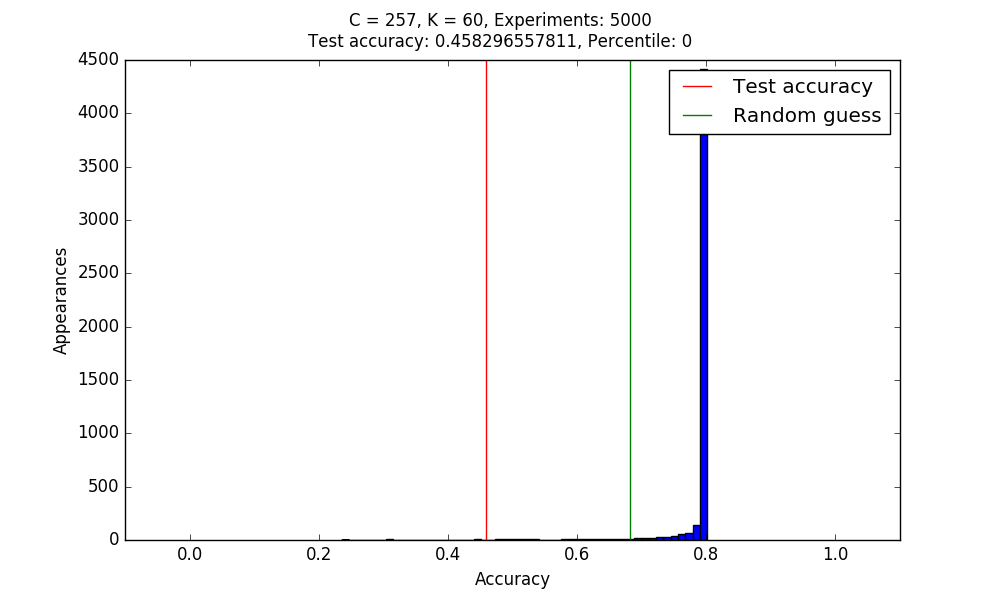 C = 257, K = 60, Experiments: 5000
Test accuracy: 0.458296557811, Percentile: 0
4500
4000
3500
3000
2500
2000
1500
1000
500
0
Appearances
Test accuracy
Random guess
0.0 0.2 0.4 0.6 0.8 1.0
Accuracy